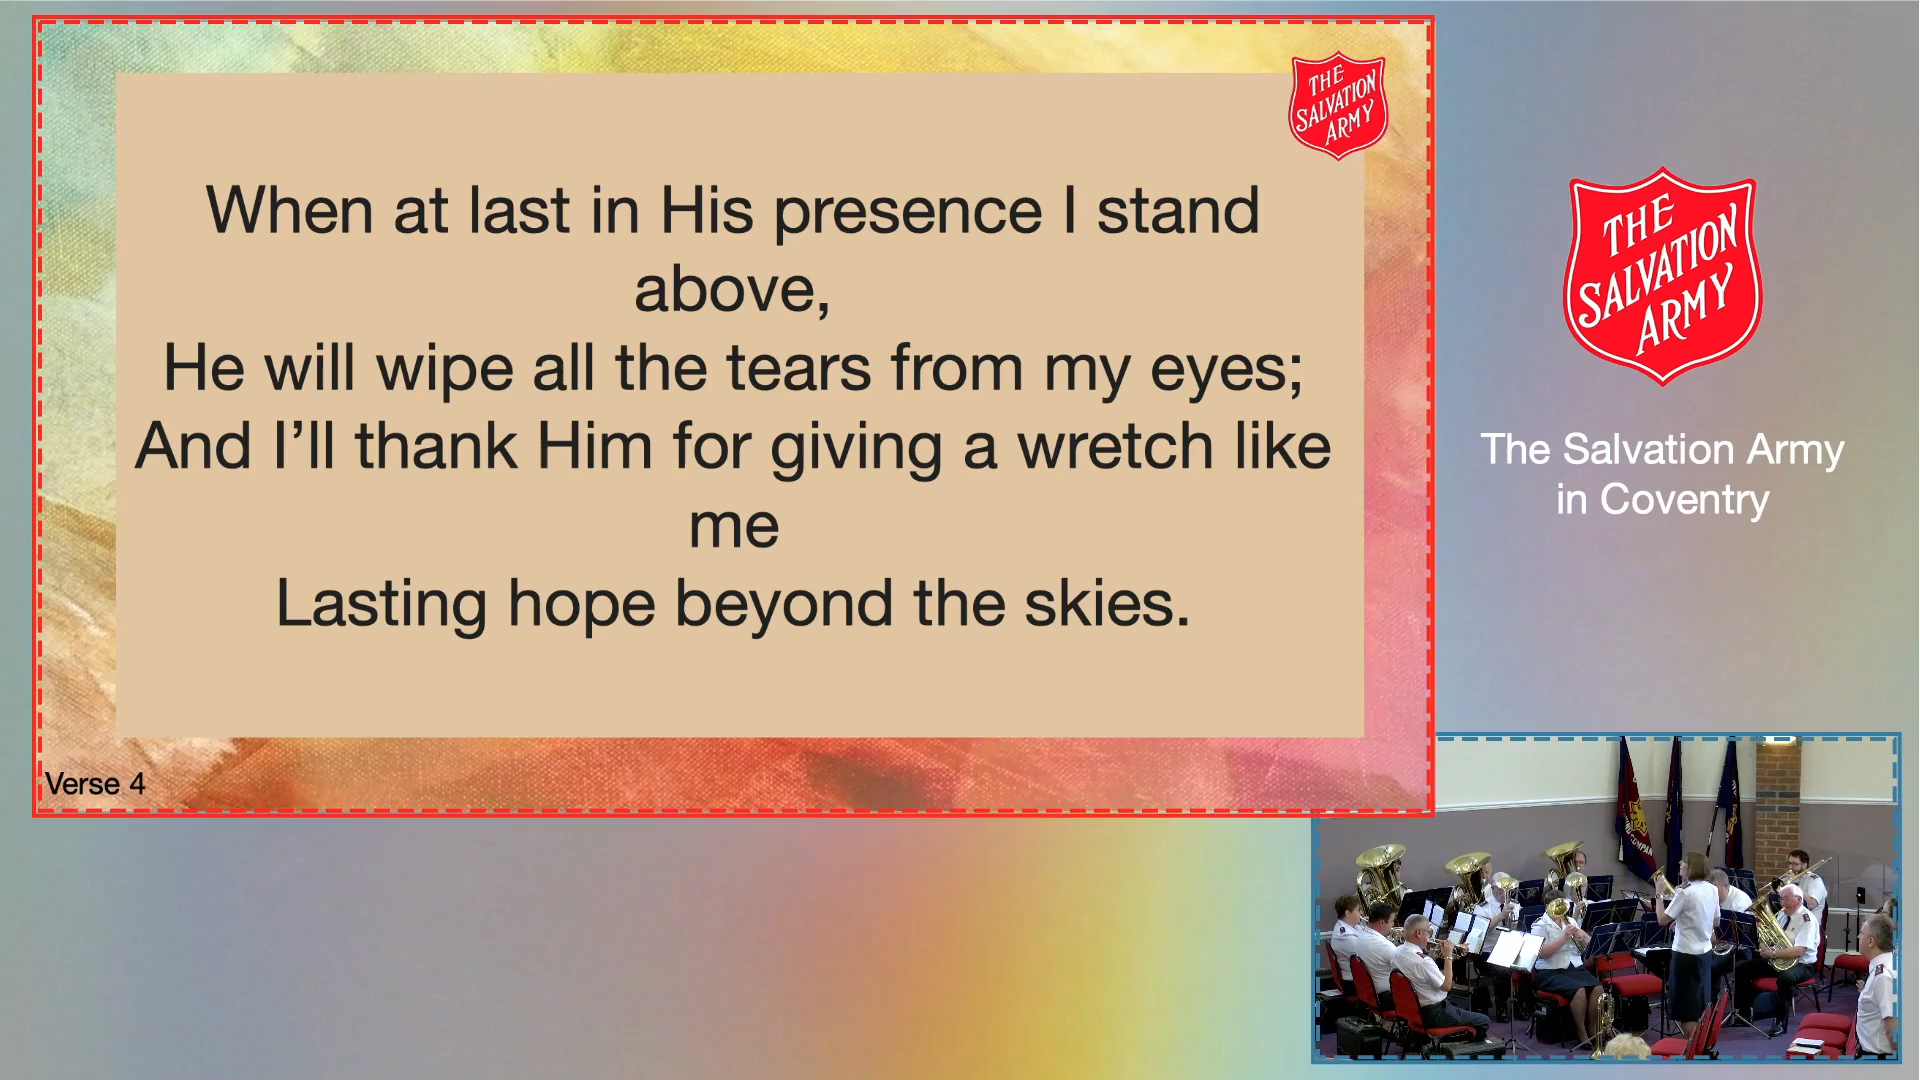 THE
SALVATION
ARMY
When at last in His presence I stand
above,
He will wipe all the tears from my eyes;
And I’ll thank Him for giving a wretch like
me
Lasting hope beyond the skies.
Verse 4
THE
SALVATION
ARMY
The Salvation Army
in Coventry